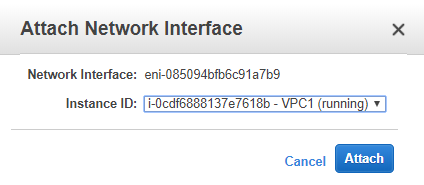 Attach Network Interface
Network Interface: eni-085094bfb6c91a7b9
Instance ID: i-0cdf6888137e7618b - VPC1 (running)
Cancel Attach